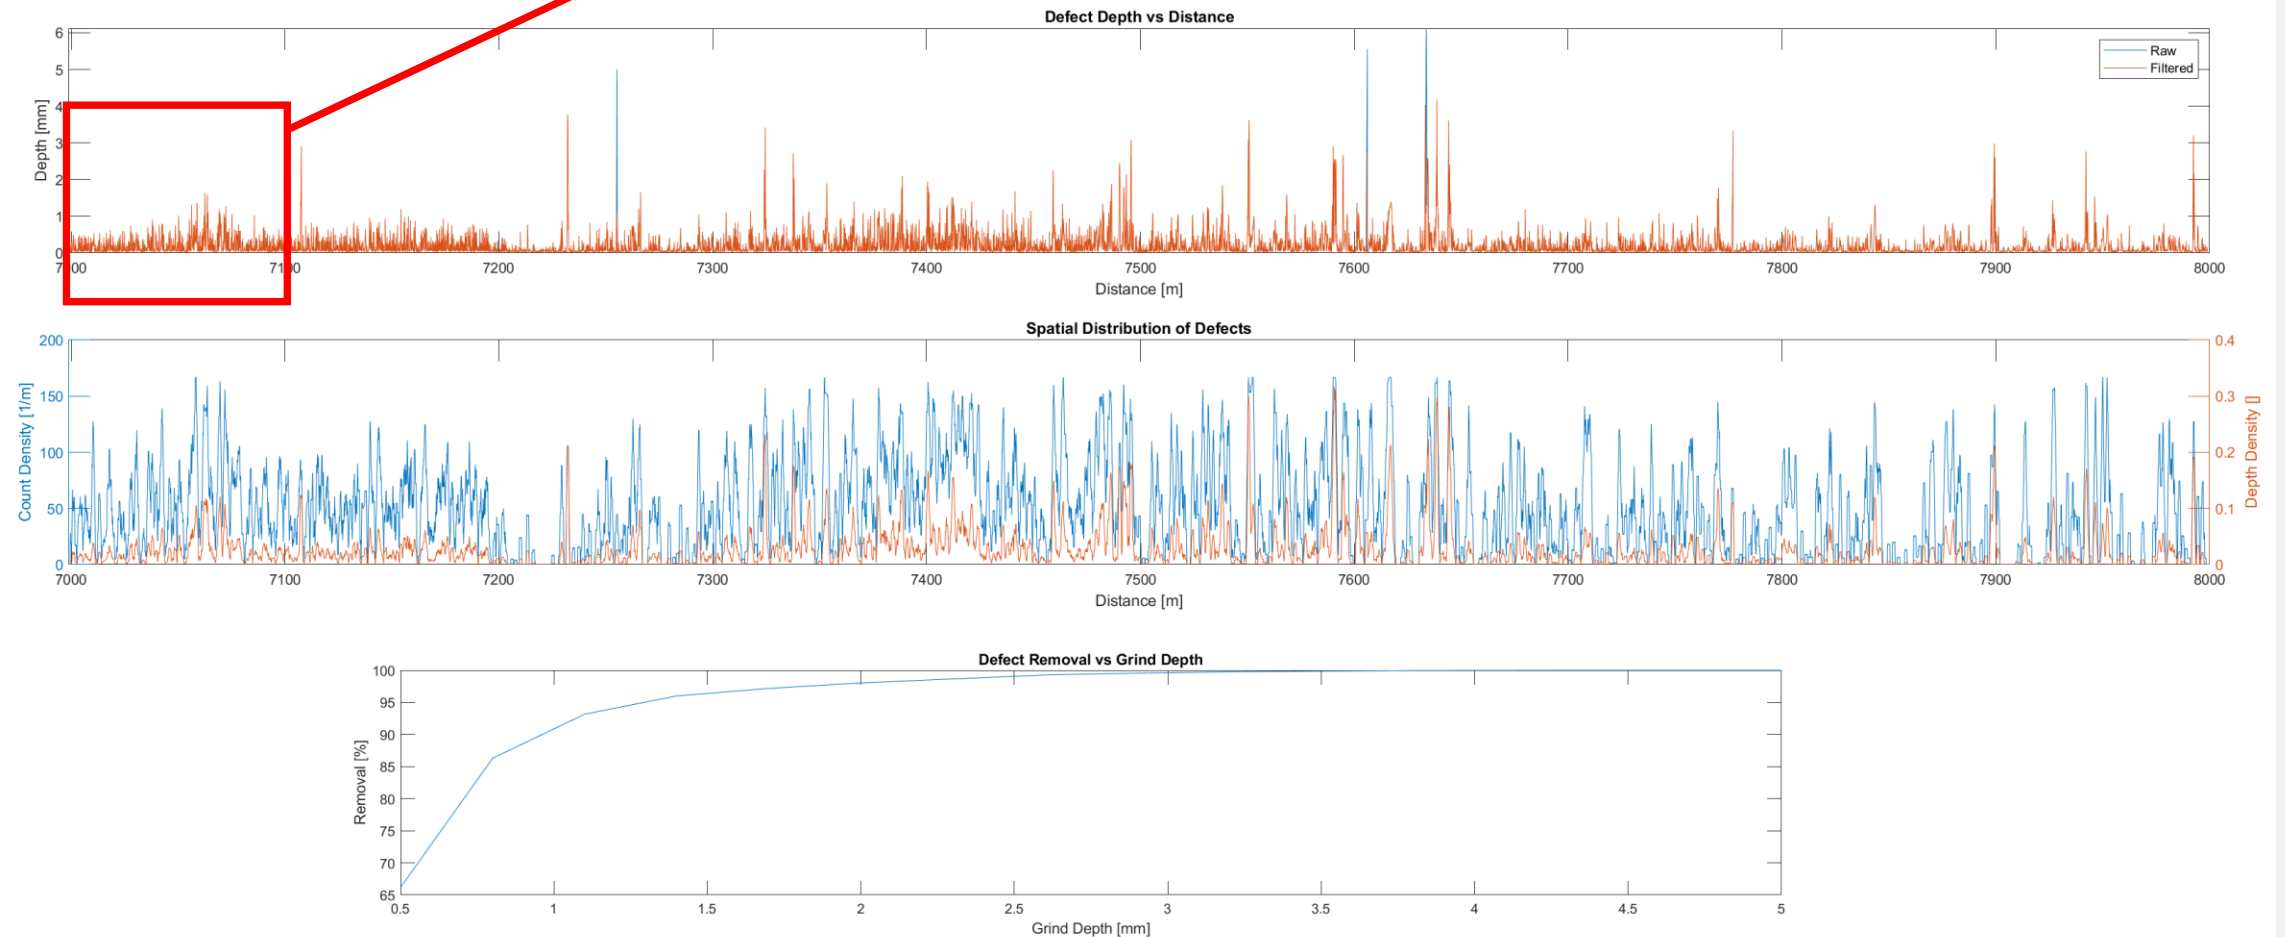 Defect Depth vs Distance
6
5
4
3
2
1
0
Depth [mm]
Raw
Filtered
7000 7100 7200 7300 7400 7500 7600 7700 7800 7900 8000
Distance [m]
Spatial Distribution of Defects
200
150
100
50
0
Count Density [1/m]
0.4
0.3
0.2
0.1
0
Depth Density []
7000 7100 7200 7300 7400 7500 7600 7700 7800 7900 8000
Distance [m]
Defect Removal vs Grind Depth
100
95
90
85
80
75
70
65
Removal [%]
0.5 1 1.5 2 2.5 3 3.5 4 4.5 5
Grind Depth [mm]